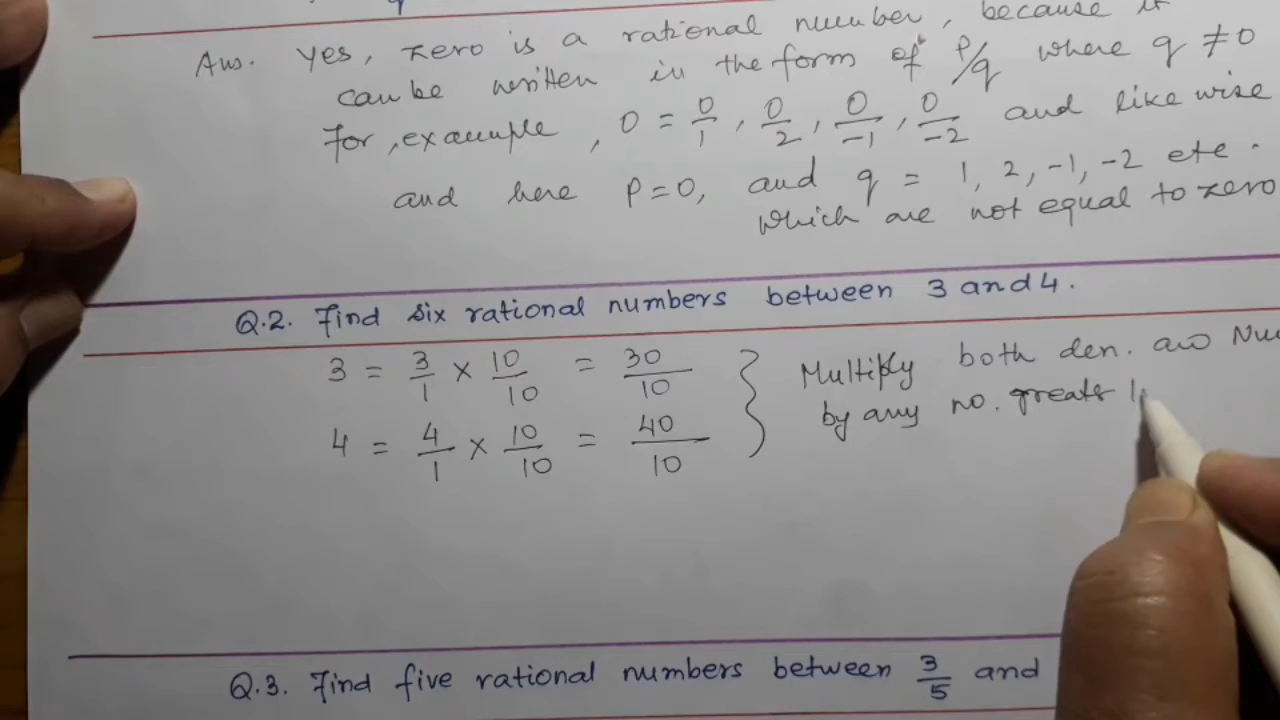 Ans. Yes, zero is a rational number, because it
can be written in the form of P/q where q ≠ 0
For, example, 0 = 0/1, 0/2, 0/-1, 0/-2 and likewise
and here P=0, and q = 1, 2, -1, -2 etc.
which are not equal to zero
Q.2. Find six rational numbers between 3 and 4.
3 = 3/1 × 10/10 = 30/10 } Multiply both den. and
4 = 4/1 × 10/10 = 40/10 by any no. greater
Q.3. Find five rational numbers between 3/5 and